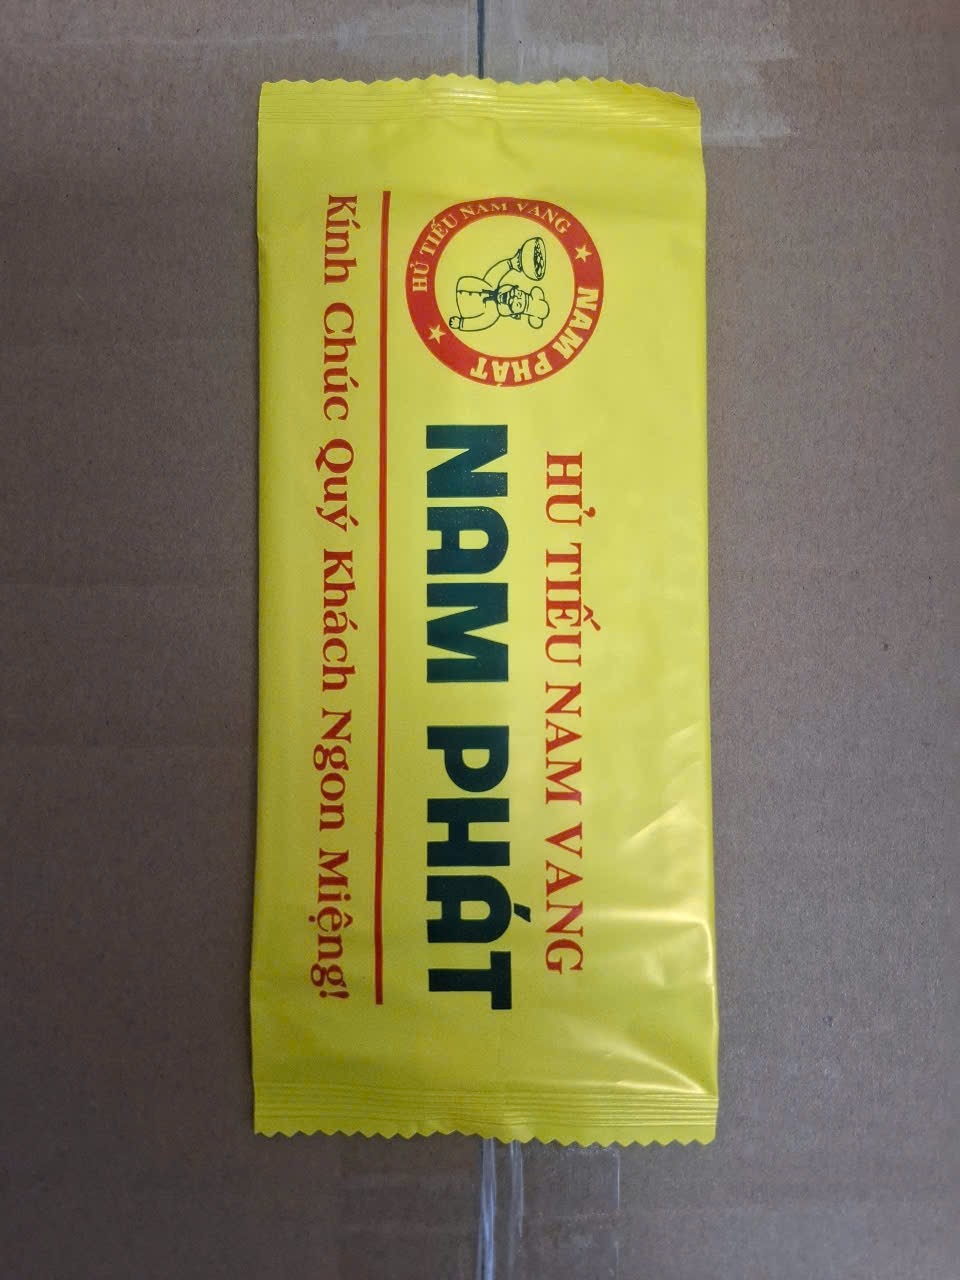 HỦ TIẾU NAM VANG
NAM PHÁT
HỦ TIẾU NAM VANG
NAM PHÁT
Kính Chúc Quý Khách Ngon Miệng!